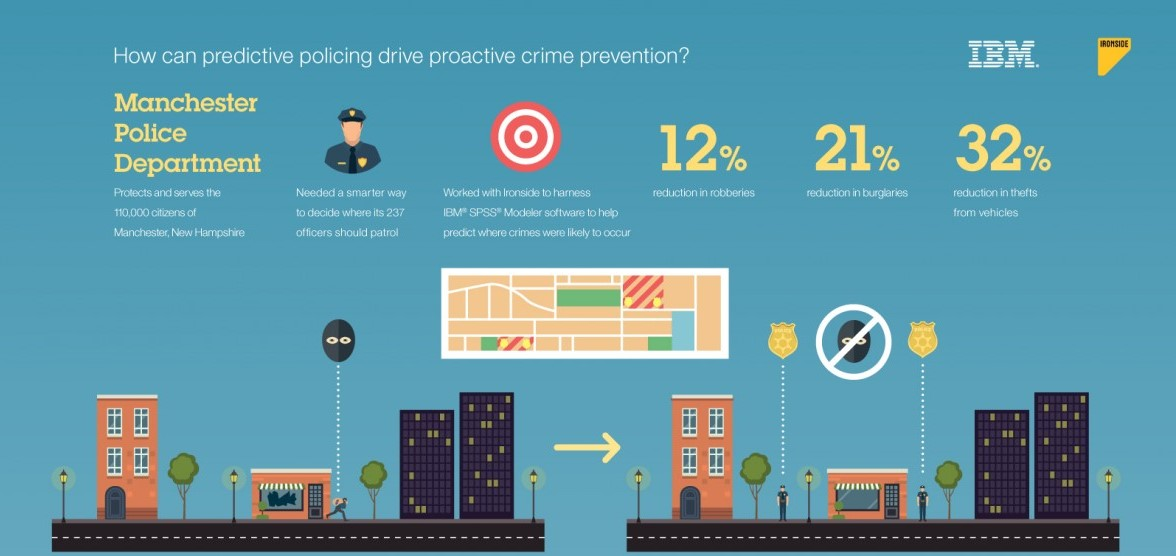 How can predictive policing drive proactive crime prevention?
IBM.
IRONSIDE
Manchester
Police
Department
Protects and serves the
110,000 citizens of
Manchester, New Hampshire
Needed a smarter way
to decide where its 237
officers should patrol
Worked with Ironside to harness
IBM® SPSS® Modeler software to help
predict where crimes were likely to occur
12%
reduction in robberies
21%
reduction in burglaries
32%
reduction in thefts
from vehicles